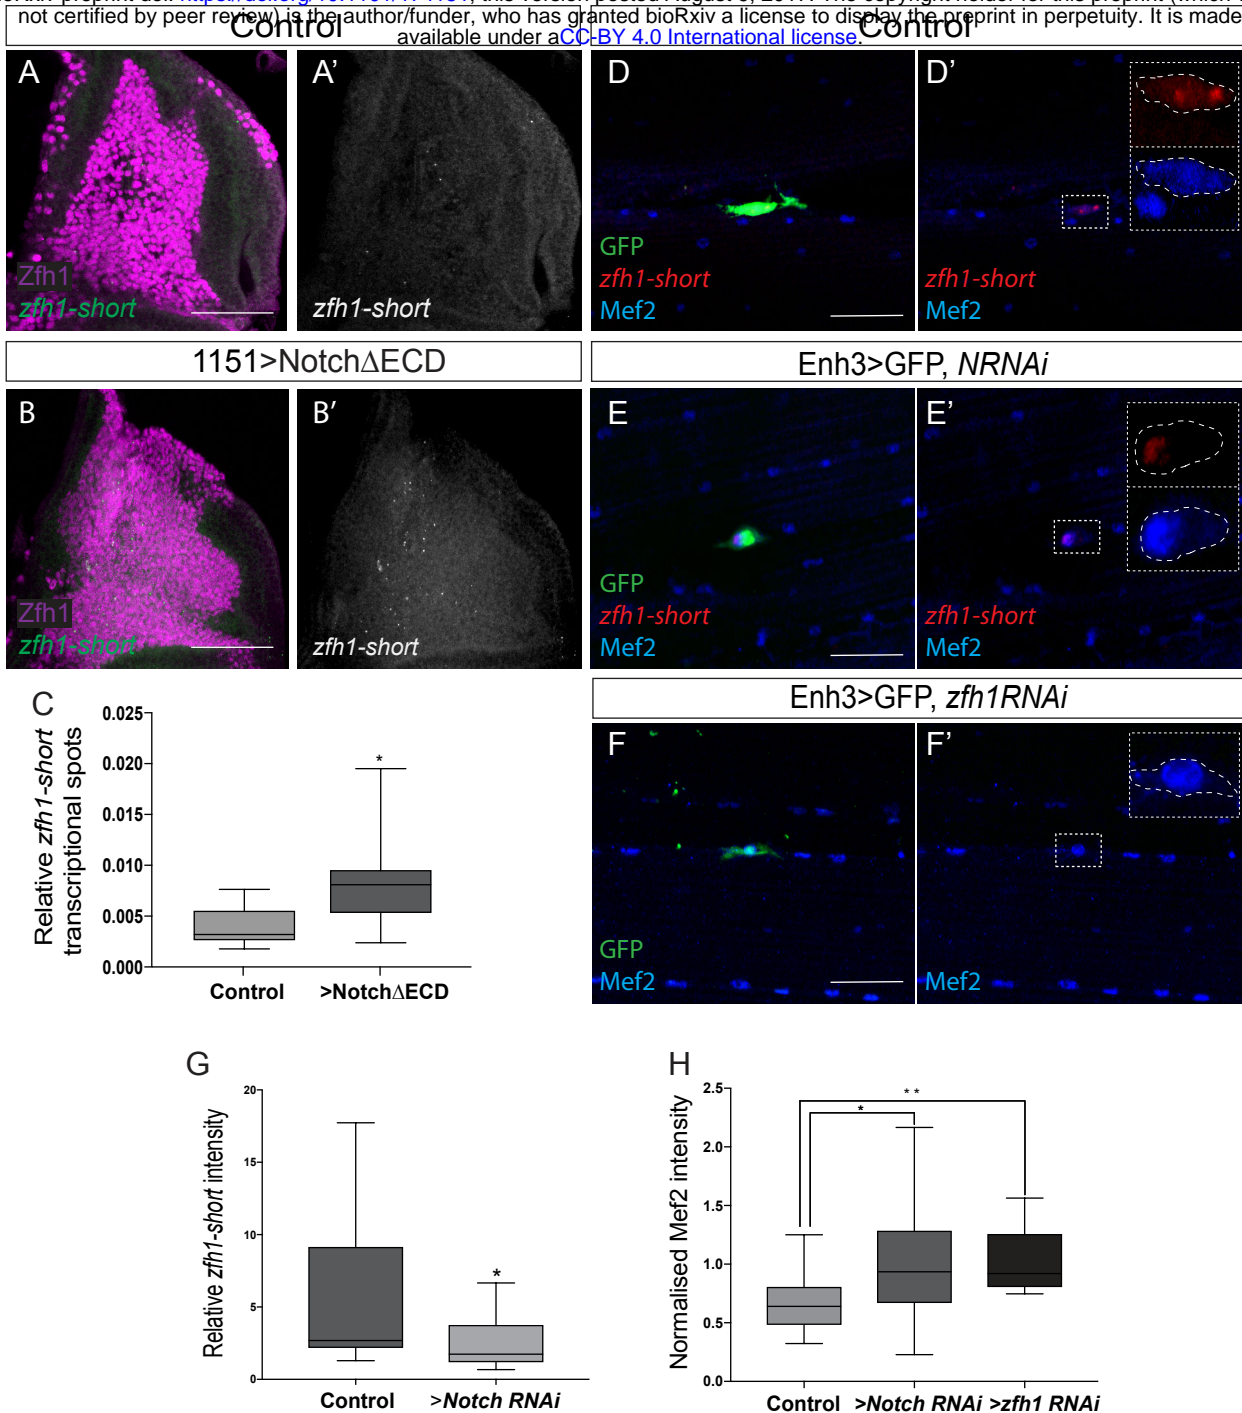 not certified by peer review) is the author/funder, who has granted bioRxiv a license to display the preprint in perpetuity. It is made
available under aCC-BY 4.0 International license.
Control
Control
A
Zfh1
zfh1-short
A'
zfh1-short
D
GFP
zfh1-short
Mef2
D'
zfh1-short
Mef2
1151>NotchΔECD
Enh3>GFP, NRNAi
B
Zfh1
zfh1-short
B'
zfh1-short
E
GFP
zfh1-short
Mef2
E'
zfh1-short
Mef2
Enh3>GFP, zfh1RNAi
C
Relative zfh1-short
transcriptional spots
0.025
0.020
0.015
0.010
0.005
0.000
*
Control
>NotchΔECD
F
GFP
Mef2
F'
Mef2
G
Relative zfh1-short intensity
20
15
10
5
0
*
Control
>Notch RNAi
H
Normalised Mef2 intensity
2.5
2.0
1.5
1.0
0.5
0.0
**
*
Control
>Notch RNAi
>zfh1 RNAi